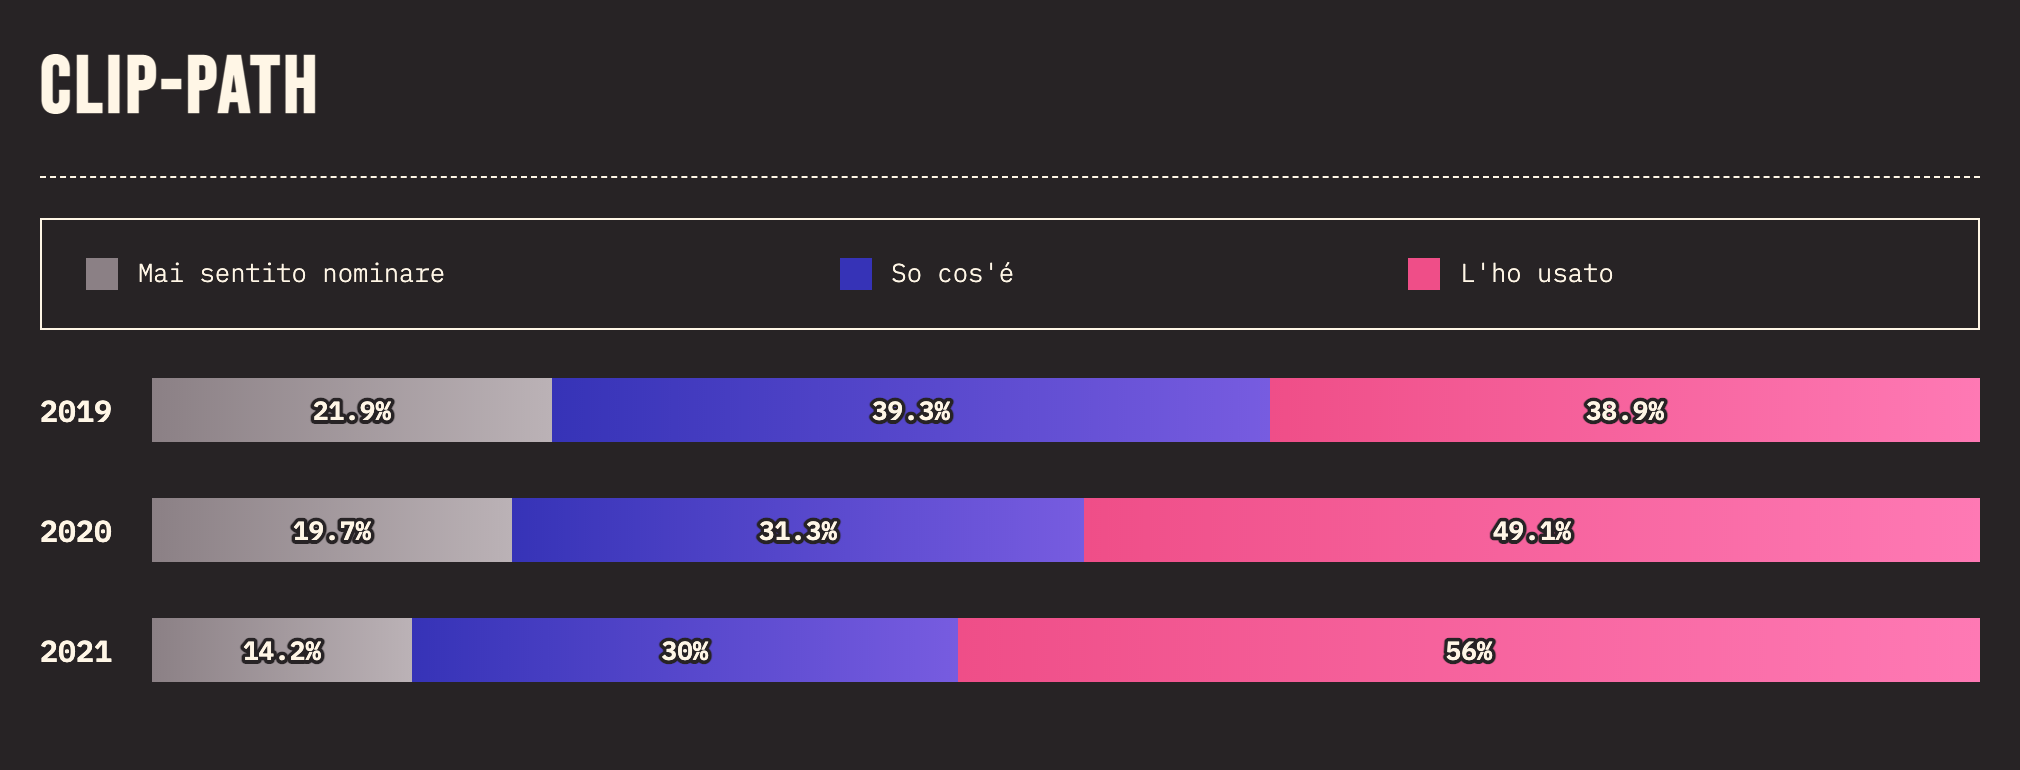 CLIP-PATH
Mai sentito nominare So cos'é L'ho usato
2019 21.9% 39.3% 38.9%
2020 19.7% 31.3% 49.1%
2021 14.2% 30% 56%